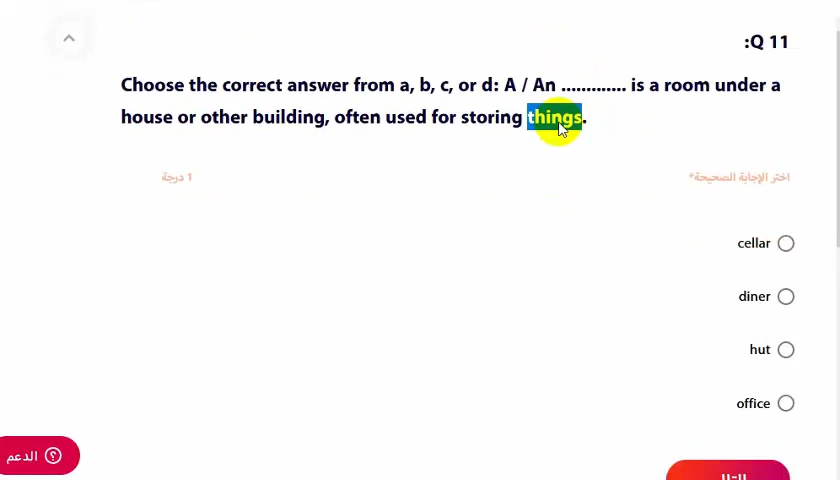 :Q 11
Choose the correct answer from a, b, c, or d: A / An ............. is a room under a
house or other building, often used for storing things.
اختر الإجابة الصحيحة*
1 درجة
cellar
diner
hut
office
الدعم